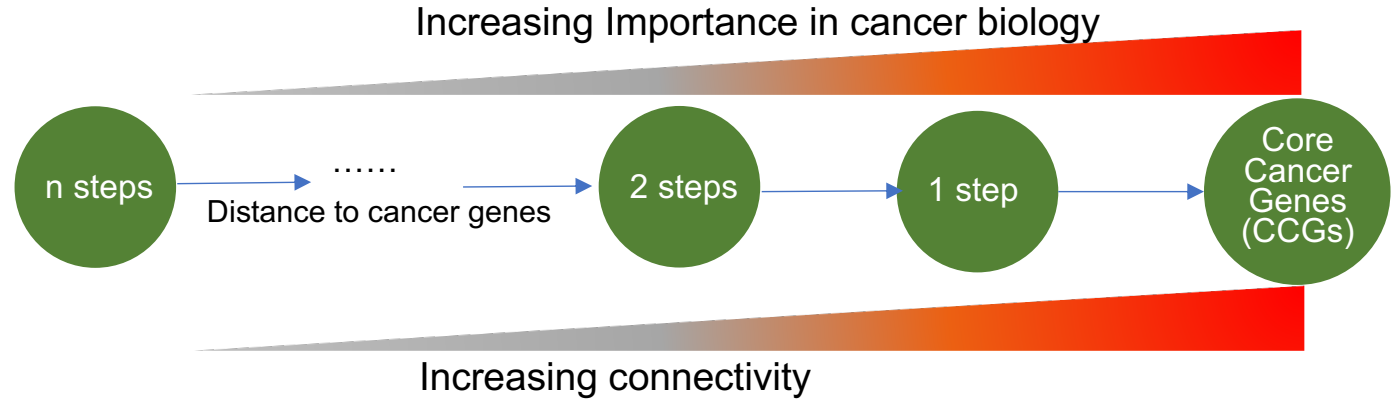 Increasing Importance in cancer biology
n steps
......
Distance to cancer genes
2 steps
1 step
Core
Cancer
Genes
(CCGs)
Increasing connectivity